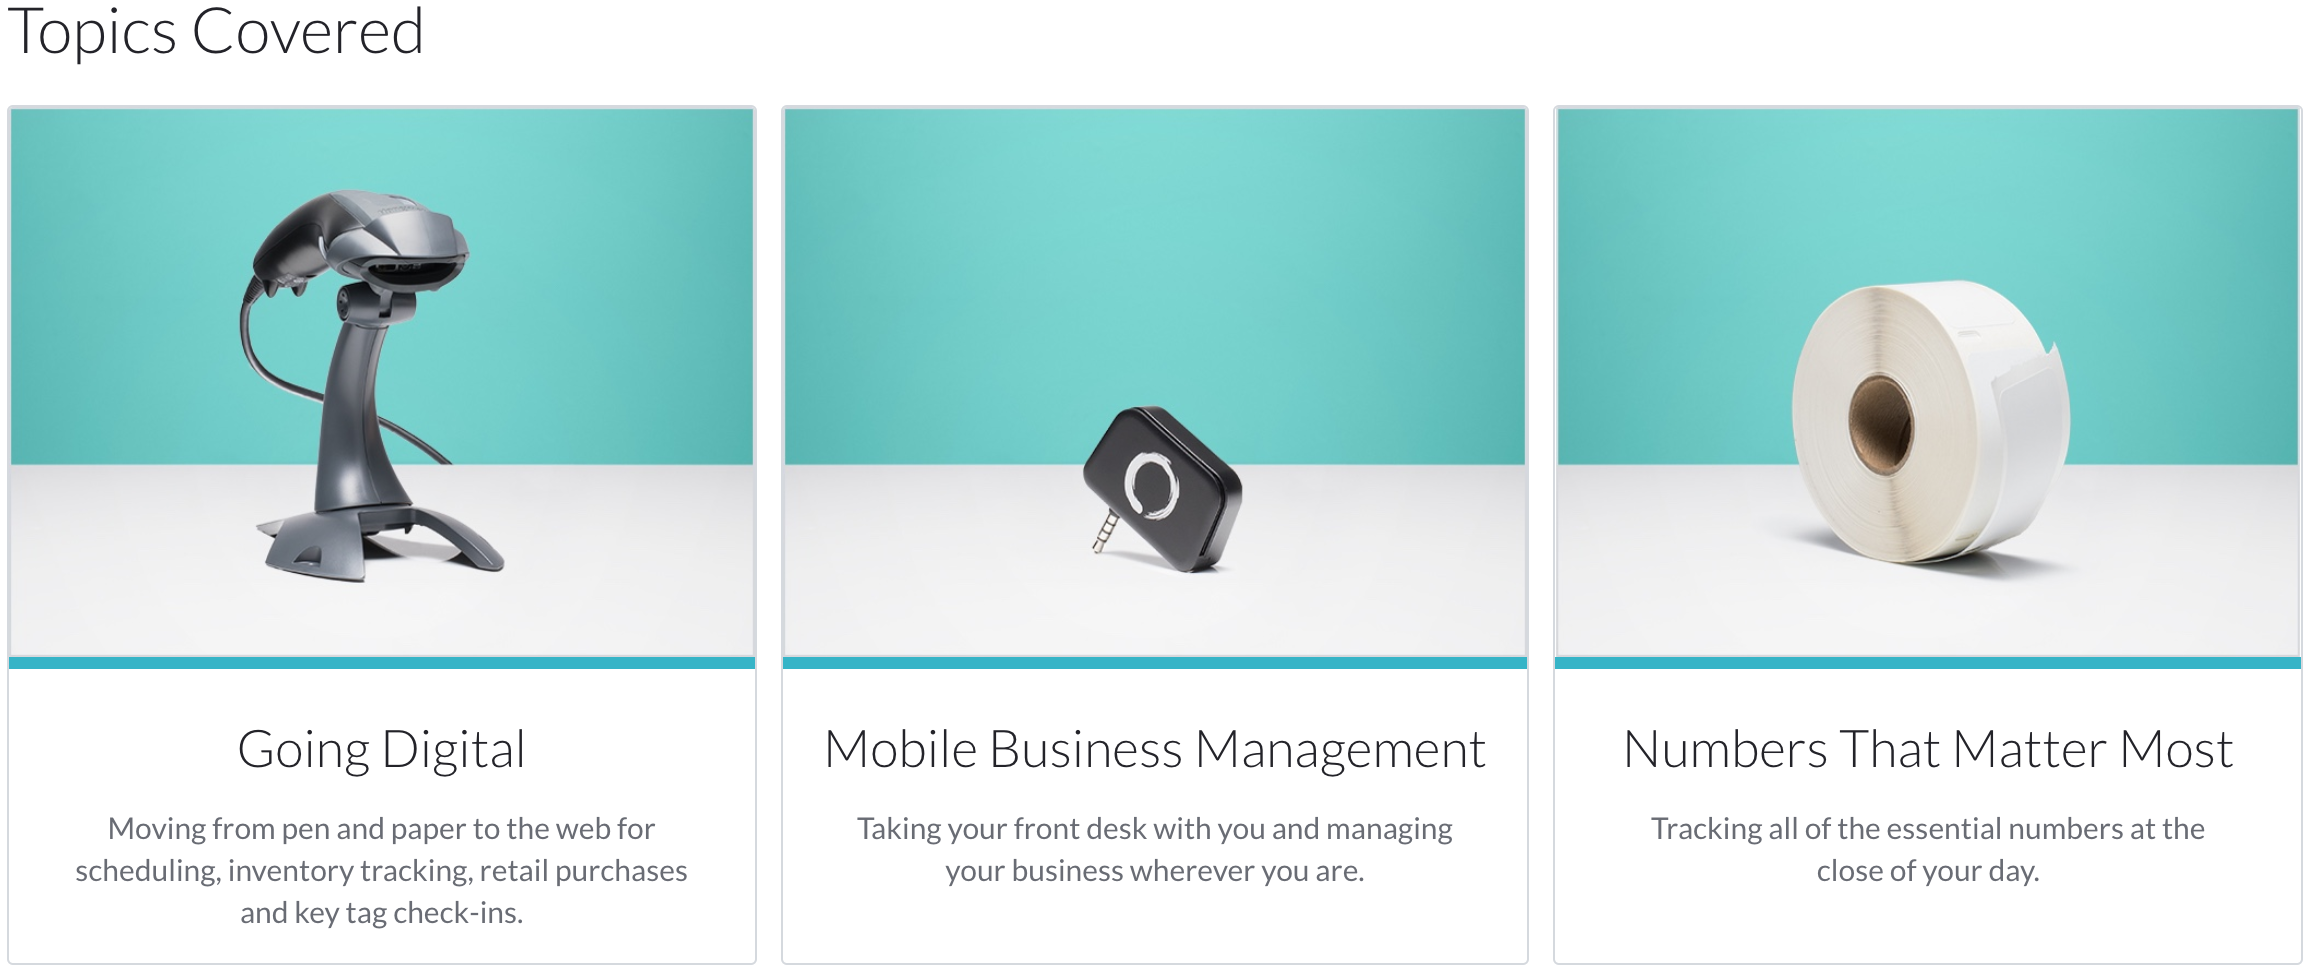 Topics Covered
Going Digital
Moving from pen and paper to the web for
scheduling, inventory tracking, retail purchases
and key tag check-ins.
Mobile Business Management
Taking your front desk with you and managing
your business wherever you are.
Numbers That Matter Most
Tracking all of the essential numbers at the
close of your day.